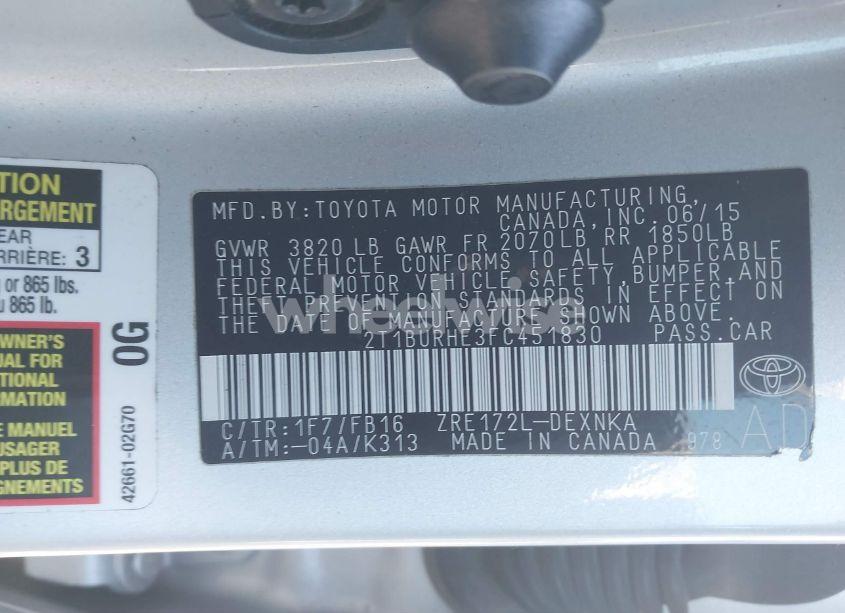 TION
RGEMENT
EAR
RRIÈRE: 3
g or 865 lbs.
u 865 lb.
OWNER'S
UAL FOR
TIONAL
RMATION
E MANUEL
USAGER
PLUS DE
IGNEMENTS
0G
42661-02G70
MFD.BY:TOYOTA MOTOR MANUFACTURING,
CANADA,INC. 06/15
GVWR 3820 LB GAWR FR 2070LB RR 1850LB
THIS VEHICLE CONFORMS TO ALL APPLICABLE
FEDERAL MOTOR VEHICLE SAFETY,BUMPER,AND
THEFT PREVENTION STANDARDS IN EFFECT ON
THE DATE OF MANUFACTURE SHOWN ABOVE.
2T1BURHE3FC451830 PASS.CAR
C/TR:1F7/FB16 ZRE172L-DEXNKA
A/TM:-04A/K313 MADE IN CANADA 978
AD
wheelwise